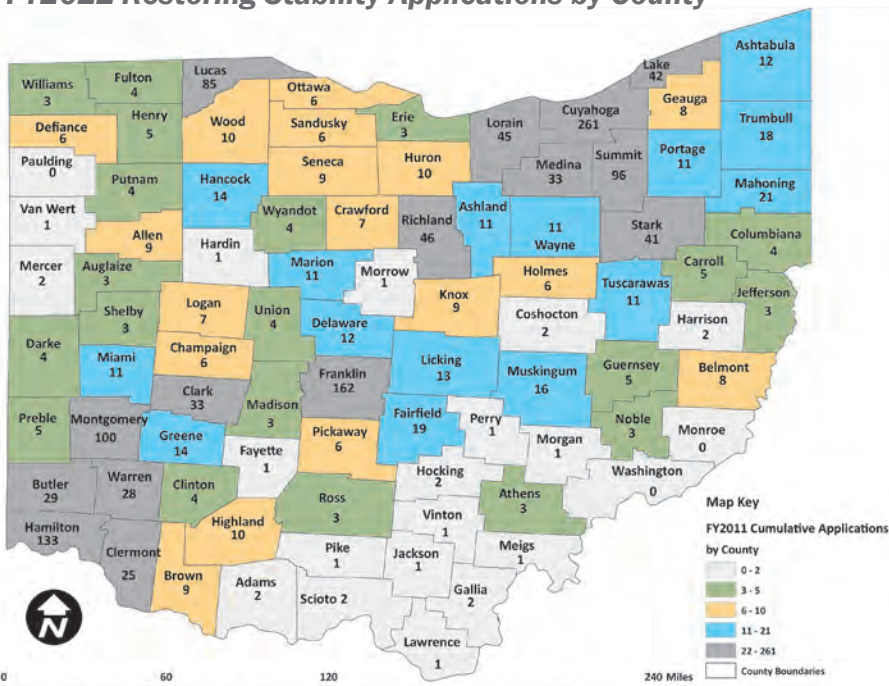 FY2022 Restoring Stability Applications by County
Ashtabula
12
Lake
42
Lucas
85
Fulton
4
Williams
3
Ottawa
6
Geauga
8
Cuyahoga
261
Erie
3
Henry
5
Wood
10
Sandusky
6
Lorain
45
Trumbull
18
Defiance
6
Portage
11
Summit
96
Medina
33
Paulding
0
Seneca
9
Huron
10
Putnam
4
Hancock
14
Mahoning
21
Van Wert
1
Wyandot
4
Crawford
7
Richland
46
Ashland
11
11
Wayne
Stark
41
Columbiana
4
Allen
9
Hardin
1
Mercer
2
Auglaize
3
Marion
11
Morrow
1
Holmes
6
Carroll
5
Tuscarawas
11
Jefferson
3
Logan
7
Union
4
Knox
9
Coshocton
2
Harrison
2
Shelby
3
Delaware
12
Darke
4
Miami
11
Champaign
6
Licking
13
Muskingum
16
Guernsey
5
Belmont
8
Franklin
162
Clark
33
Madison
3
Preble
5
Montgomery
100
Greene
14
Fairfield
19
Perry
1
Noble
3
Monroe
0
Pickaway
6
Fayette
1
Morgan
1
Washington
0
Hocking
2
Butler
29
Warren
28
Clinton
4
Ross
3
Athens
3
Hamilton
133
Highland
10
Vinton
1
Clermont
25
Pike
1
Jackson
1
Meigs
1
Brown
9
Adams
2
Scioto 2
Gallia
2
Lawrence
1
N
0 60 120 240 Miles
Map Key
FY2011 Cumulative Applications
by County
0 - 2
3 - 5
6 - 10
11 - 21
22 - 261
County Boundaries